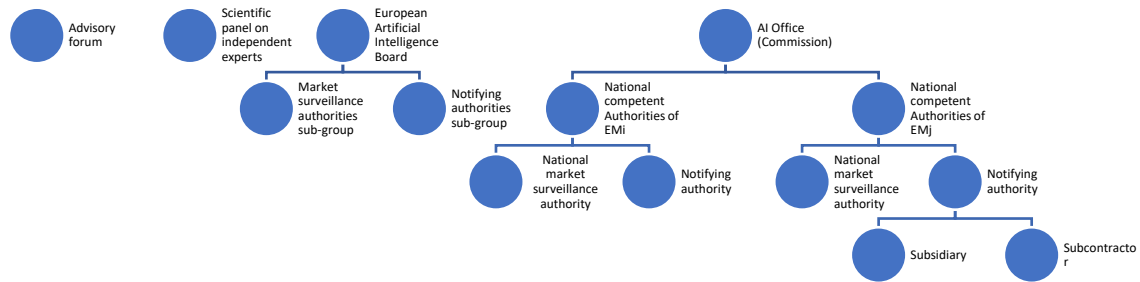 Advisory
forum
Scientific
panel on
independent
experts
European
Artificial
Intelligence
Board
AI Office
(Commission)
Market
surveillance
authorities
sub-group
Notifying
authorities
sub-group
National
competent
Authorities of
EMi
National
competent
Authorities of
EMj
National
market
surveillance
authority
Notifying
authority
National
market
surveillance
authority
Notifying
authority
Subsidiary
Subcontracto
r